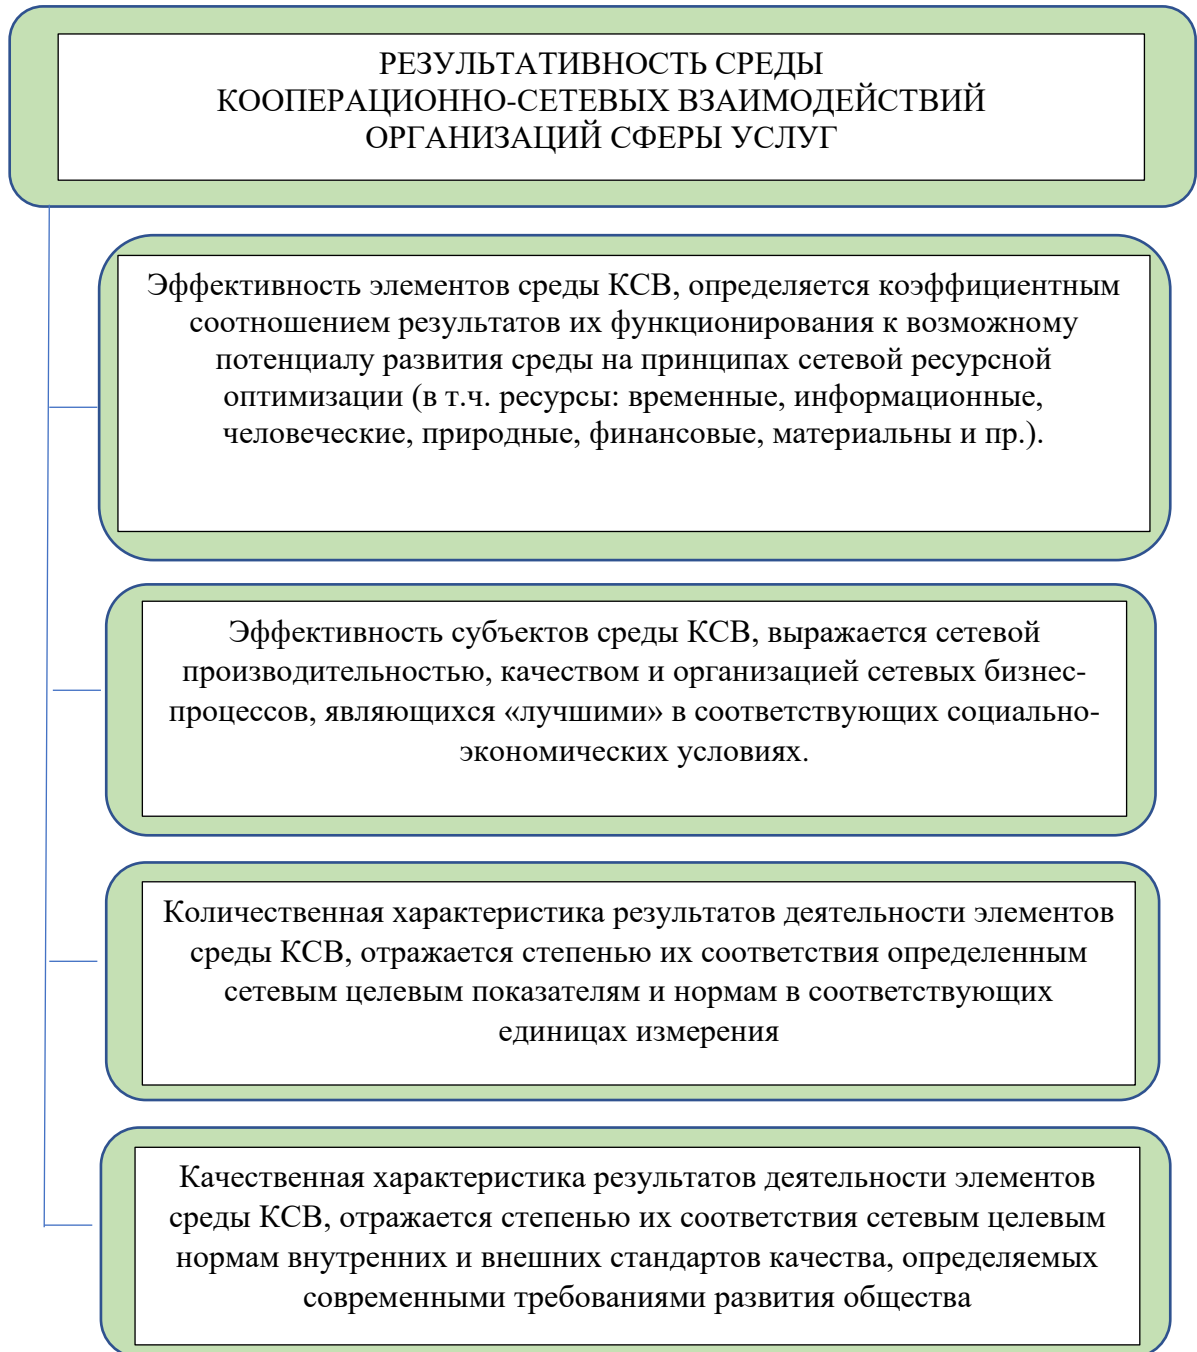 РЕЗУЛЬТАТИВНОСТЬ СРЕДЫ
КООПЕРАЦИОННО-СЕТЕВЫХ ВЗАИМОДЕЙСТВИЙ
ОРГАНИЗАЦИЙ СФЕРЫ УСЛУГ
Эффективность элементов среды КСВ, определяется коэффициентным
соотношением результатов их функционирования к возможному
потенциалу развития среды на принципах сетевой ресурсной
оптимизации (в т.ч. ресурсы: временные, информационные,
человеческие, природные, финансовые, материальны и пр.).
Эффективность субъектов среды КСВ, выражается сетевой
производительностью, качеством и организацией сетевых бизнес-
процессов, являющихся «лучшими» в соответствующих социально-
экономических условиях.
Количественная характеристика результатов деятельности элементов
среды КСВ, отражается степенью их соответствия определенным
сетевым целевым показателям и нормам в соответствующих
единицах измерения
Качественная характеристика результатов деятельности элементов
среды КСВ, отражается степенью их соответствия сетевым целевым
нормам внутренних и внешних стандартов качества, определяемых
современными требованиями развития общества